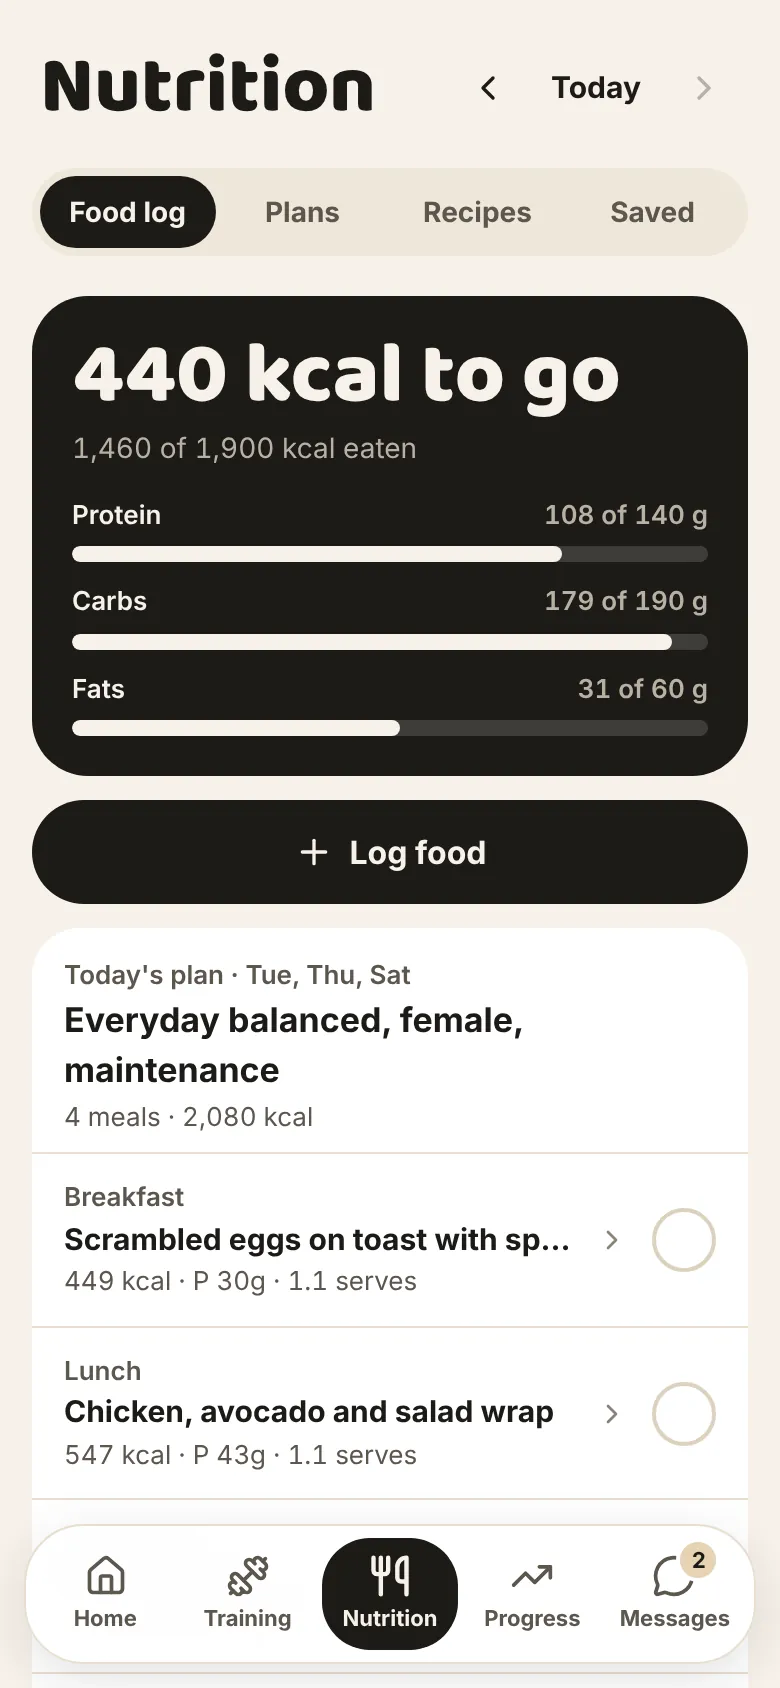 Nutrition
Today
Food log
Plans
Recipes
Saved
440 kcal to go
1,460 of 1,900 kcal eaten
Protein
108 of 140 g
Carbs
179 of 190 g
Fats
31 of 60 g
Log food
Today's plan · Tue, Thu, Sat
Everyday balanced, female,
maintenance
4 meals · 2,080 kcal
Breakfast
Scrambled eggs on toast with sp...
449 kcal · P 30g · 1.1 serves
Lunch
Chicken, avocado and salad wrap
547 kcal · P 43g · 1.1 serves
Home
Training
Nutrition
Progress
2
Messages